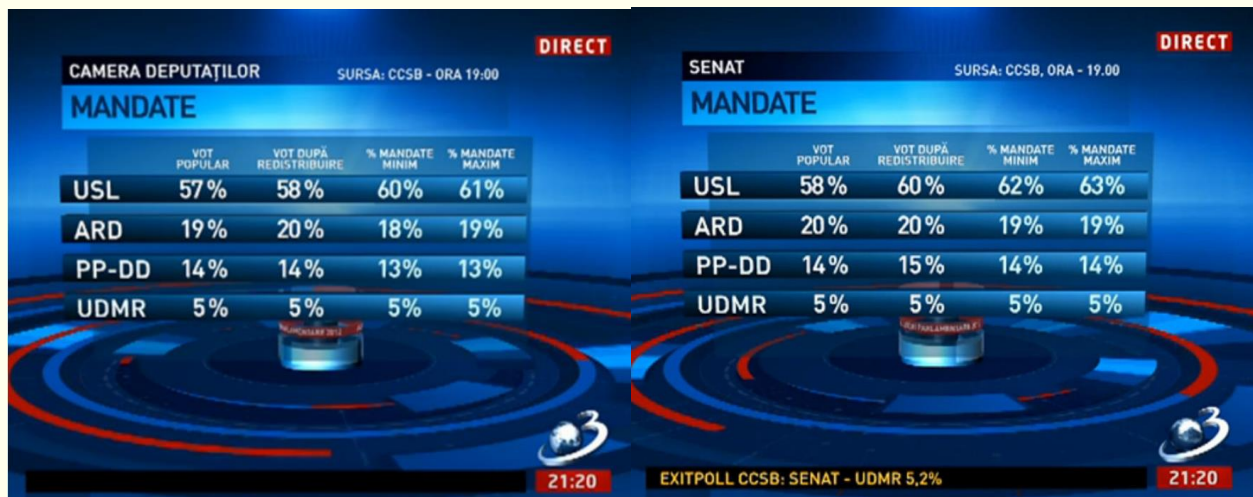 DIRECT
CAMERA DEPUTAȚILOR
SURSA: CCSB - ORA 19:00
MANDATE
VOT POPULAR
VOT DUPĂ REDISTRIBUIRE
% MANDATE MINIM
% MANDATE MAXIM
USL 57% 58% 60% 61%
ARD 19% 20% 18% 19%
PP-DD 14% 14% 13% 13%
UDMR 5% 5% 5% 5%
PARLAMENTARE 2012
3
21:20
DIRECT
SENAT
SURSA: CCSB, ORA - 19.00
MANDATE
VOT POPULAR
VOT DUPĂ REDISTRIBUIRE
% MANDATE MINIM
% MANDATE MAXIM
USL 58% 60% 62% 63%
ARD 20% 20% 19% 19%
PP-DD 14% 15% 14% 14%
UDMR 5% 5% 5% 5%
3
EXITPOLL CCSB: SENAT - UDMR 5,2%
21:20